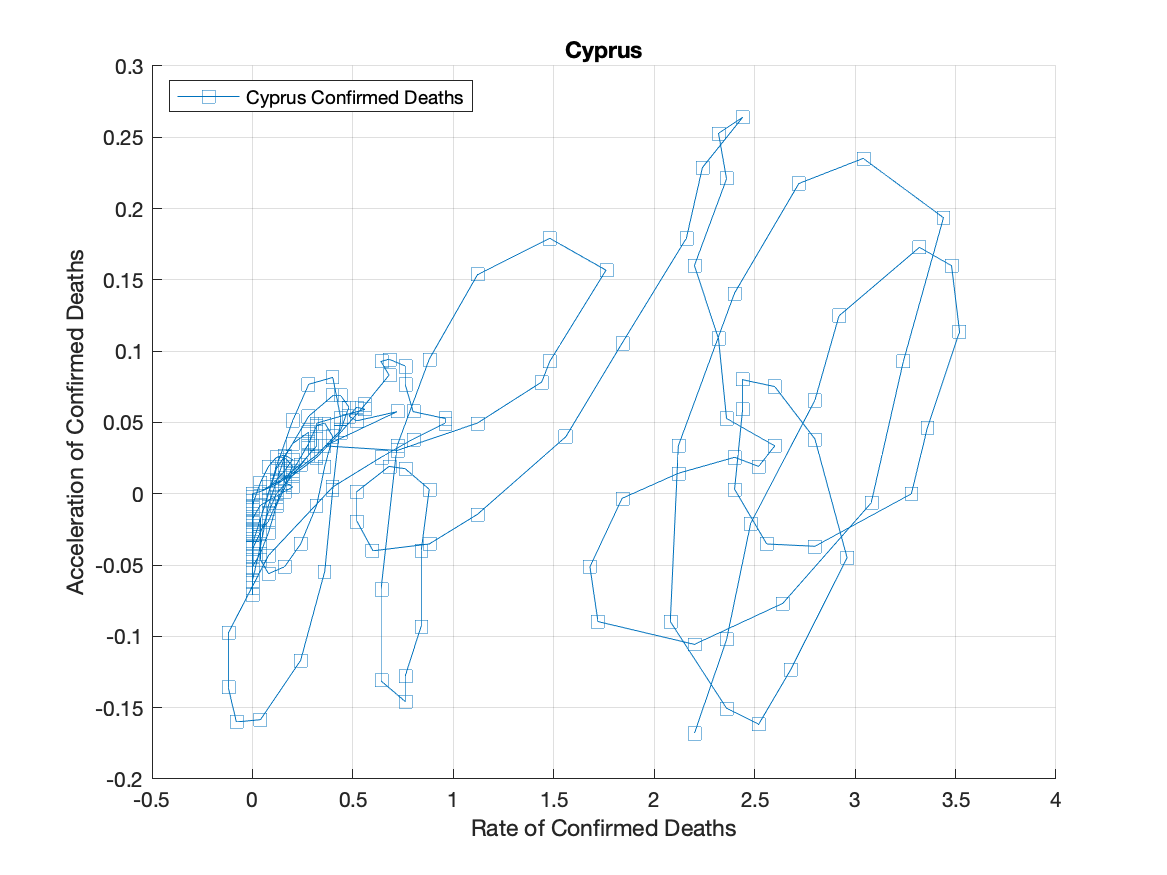 Cyprus
Cyprus Confirmed Deaths
0.3
0.25
0.2
0.15
0.1
0.05
0
-0.05
-0.1
-0.15
-0.2
Acceleration of Confirmed Deaths
-0.5 0 0.5 1 1.5 2 2.5 3 3.5 4
Rate of Confirmed Deaths